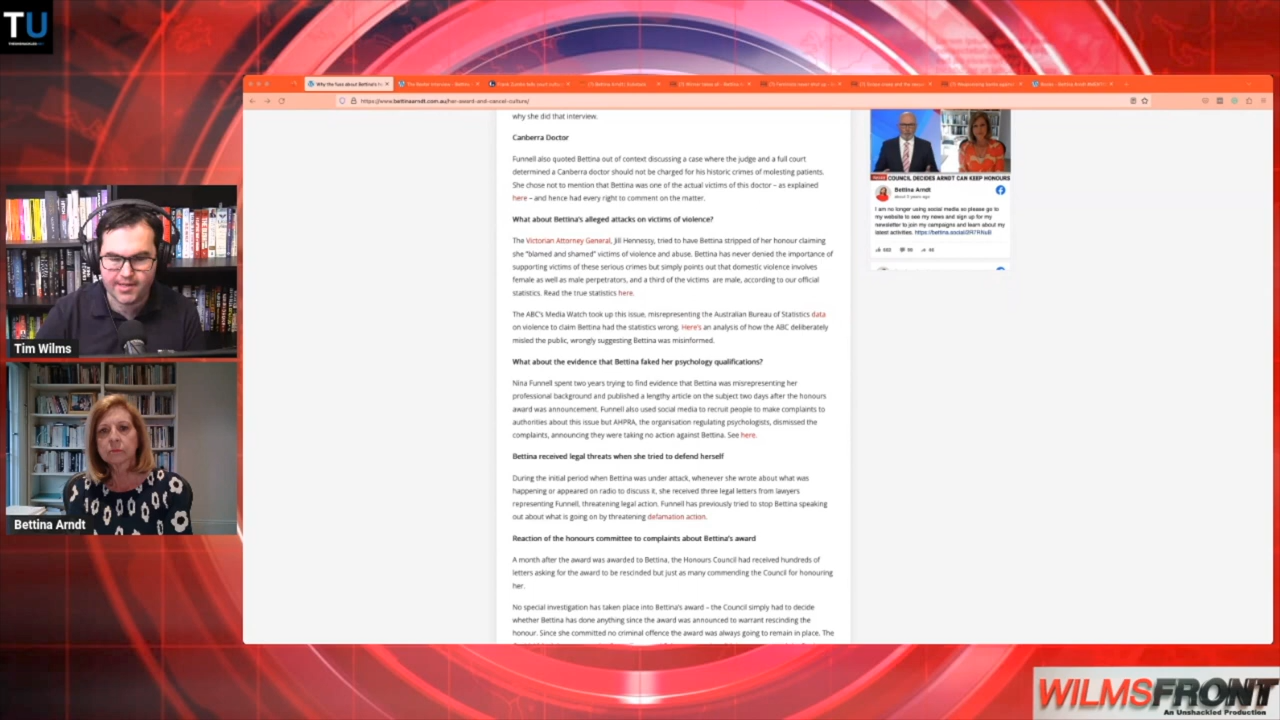 TU
THEUNSHACKLED.NET
Why the fuss about Bettina's h
https://www.bettinaarndt.com.au/her-award-and-cancel-culture/
why she did that interview.
Canberra Doctor
Funnell also quoted Bettina out of context discussing a case where the judge and a full court
determined a Canberra doctor should not be charged for his historic crimes of molesting patients.
She chose not to mention that Bettina was one of the actual victims of this doctor – as explained
here – and hence had every right to comment on the matter.
What about Bettina's alleged attacks on victims of violence?
The Victorian Attorney General, Jill Hennessy, tried to have Bettina stripped of her honour claiming
she "blamed and shamed" victims of violence and abuse. Bettina has never denied the importance of
supporting victims of these serious crimes but simply points out that domestic violence involves
female as well as male perpetrators, and a third of the victims are male, according to our official
statistics. Read the true statistics here.
The ABC's Media Watch took up this issue, misrepresenting the Australian Bureau of Statistics data
on violence to claim Bettina had the statistics wrong. Here's an analysis of how the ABC deliberately
misled the public, wrongly suggesting Bettina was misinformed.
What about the evidence that Bettina faked her psychology qualifications?
Nina Funnell spent two years trying to find evidence that Bettina was misrepresenting her
professional background and published a lengthy article on the subject two days after the honours
award was announcement. Funnell also used social media to recruit people to make complaints to
authorities about this issue but AHPRA, the organisation regulating psychologists, dismissed the
complaints, announcing they were taking no action against Bettina. See here.
Bettina received legal threats when she tried to defend herself
During the initial period when Bettina was under attack, whenever she wrote about what was
happening or appeared on radio to discuss it, she received three legal letters from lawyers
representing Funnell, threatening legal action. Funnell has previously tried to stop Bettina speaking
out about what is going on by threatening defamation action.
Reaction of the honours committee to complaints about Bettina's award
A month after the award was awarded to Bettina, the Honours Council had received hundreds of
letters asking for the award to be rescinded but just as many commending the Council for honouring
her.
No special investigation has taken place into Bettina's award – the Council simply had to decide
whether Bettina has done anything since the award was announced to warrant rescinding the
honour. Since she committed no criminal offence the award was always going to remain in place. The
COUNCIL DECIDES ARNDT CAN KEEP HONOURS
Bettina Arndt
I am no longer using social media so please go to
my website to see my news and sign up for my
newsletter to join my campaigns and learn about my
latest activities.
Tim Wilms
Bettina Arndt
WILMSFRONT
An Unshackled Production